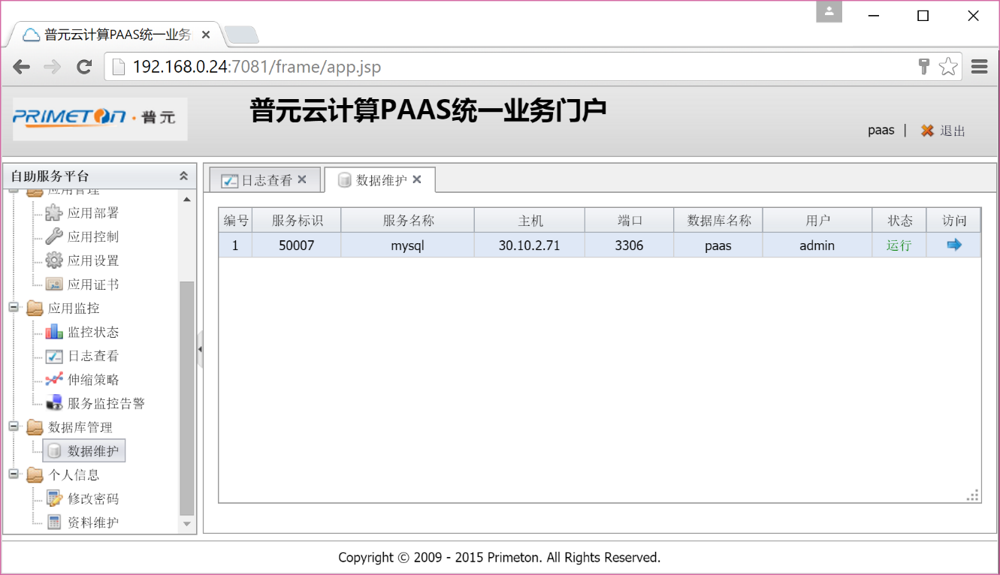 普元云计算PAAS统一业务
192.168.0.24:7081/frame/app.jsp
PRIMETON·普元
普元云计算PAAS统一业务门户
paas | 退出
自助服务平台
应用管理
应用部署
应用控制
应用设置
应用证书
应用监控
监控状态
日志查看
伸缩策略
服务监控告警
数据库管理
数据维护
个人信息
修改密码
资料维护
日志查看 数据维护
编号 服务标识 服务名称 主机 端口 数据库名称 用户 状态 访问
1 50007 mysql 30.10.2.71 3306 paas admin 运行
Copyright © 2009 - 2015 Primeton. All Rights Reserved.